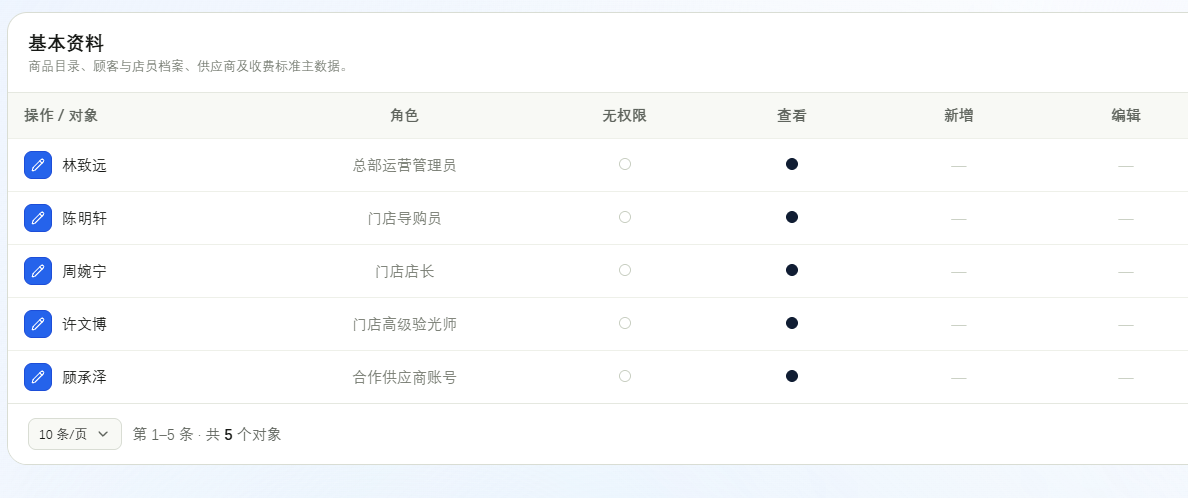 基本资料
商品目录、顾客与店员档案、供应商及收费标准主数据。
操作 / 对象 角色 无权限 查看 新增 编辑
林致远 总部运营管理员 — —
陈明轩 门店导购员 — —
周婉宁 门店店长 — —
许文博 门店高级验光师 — —
顾承泽 合作供应商账号 — —
10 条/页 第 1–5 条 · 共 5 个对象